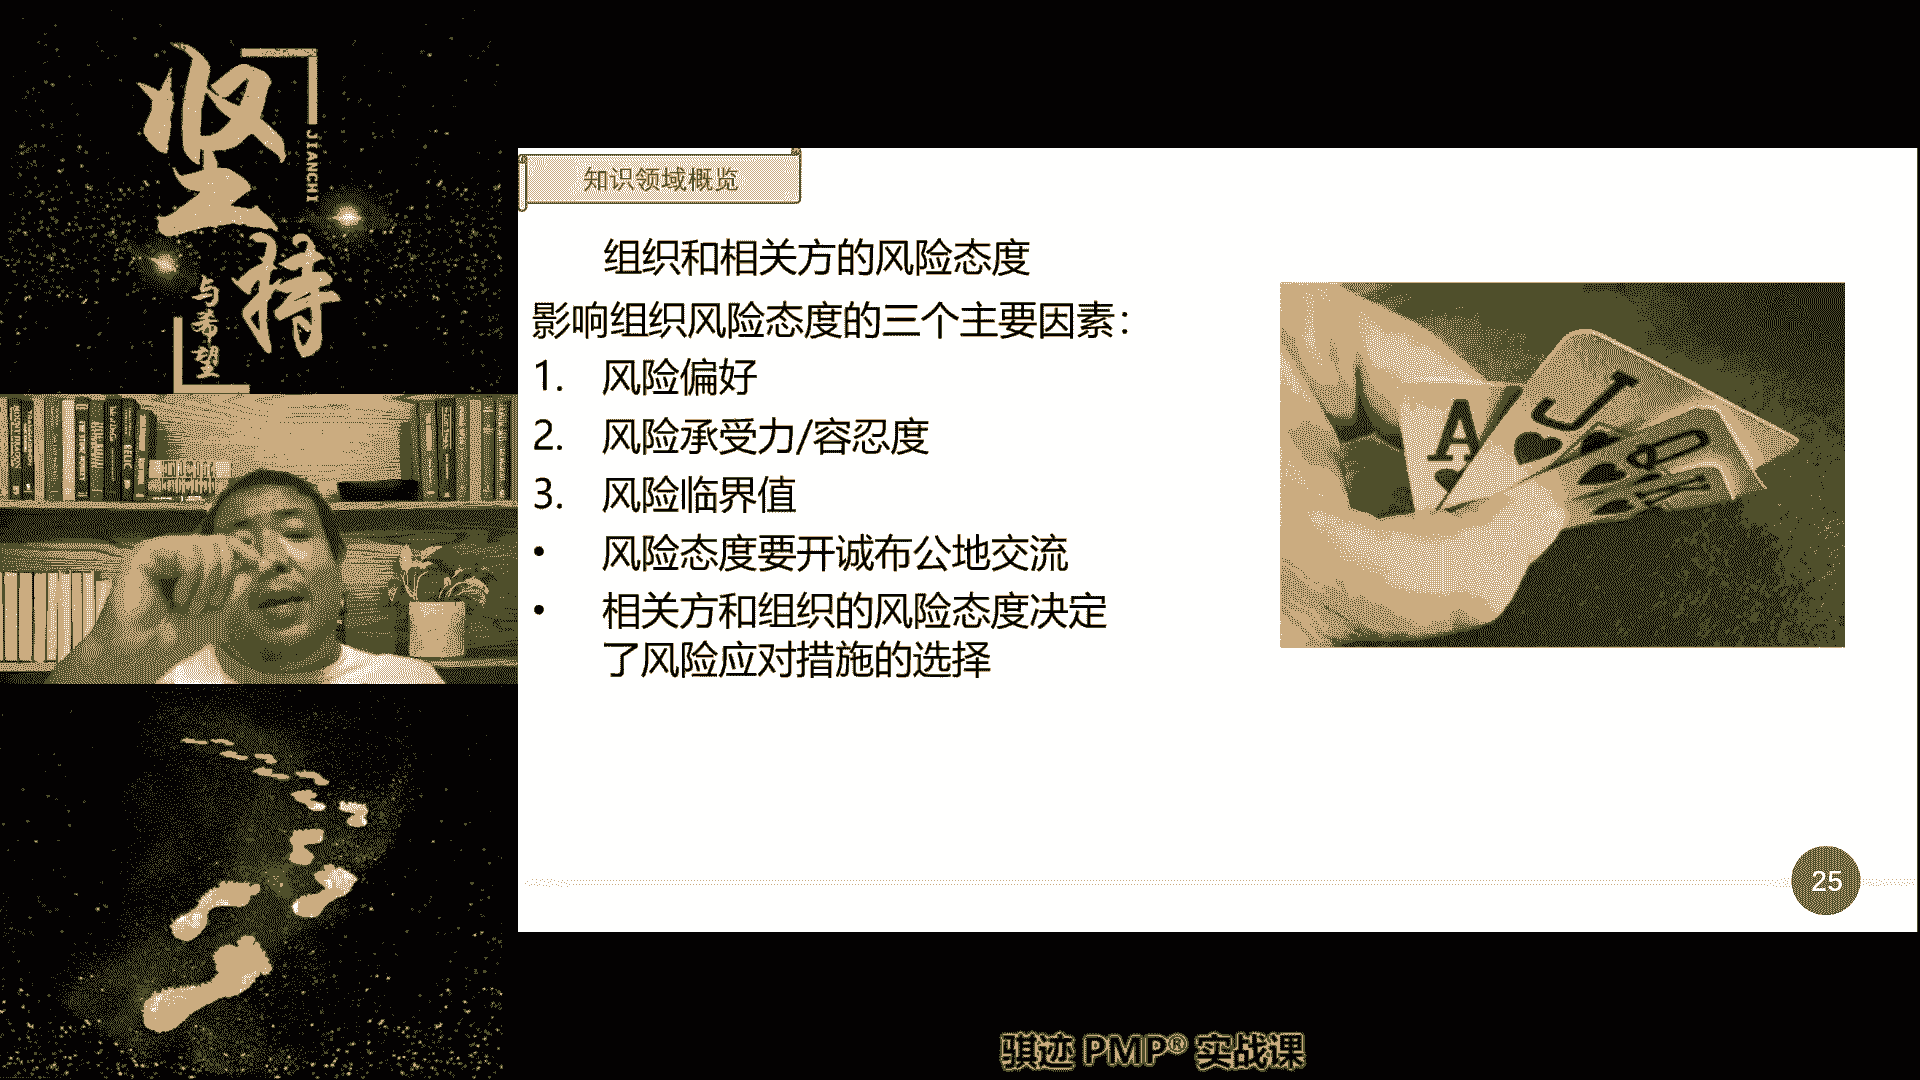 坚持
JIANCHI
与希望
知识领域概览
组织和相关方的风险态度
影响组织风险态度的三个主要因素：
1. 风险偏好
2. 风险承受力/容忍度
3. 风险临界值
• 风险态度要开诚布公地交流
• 相关方和组织的风险态度决定
了风险应对措施的选择
A
J
Q
K
25
骐迹 PMP® 实战课